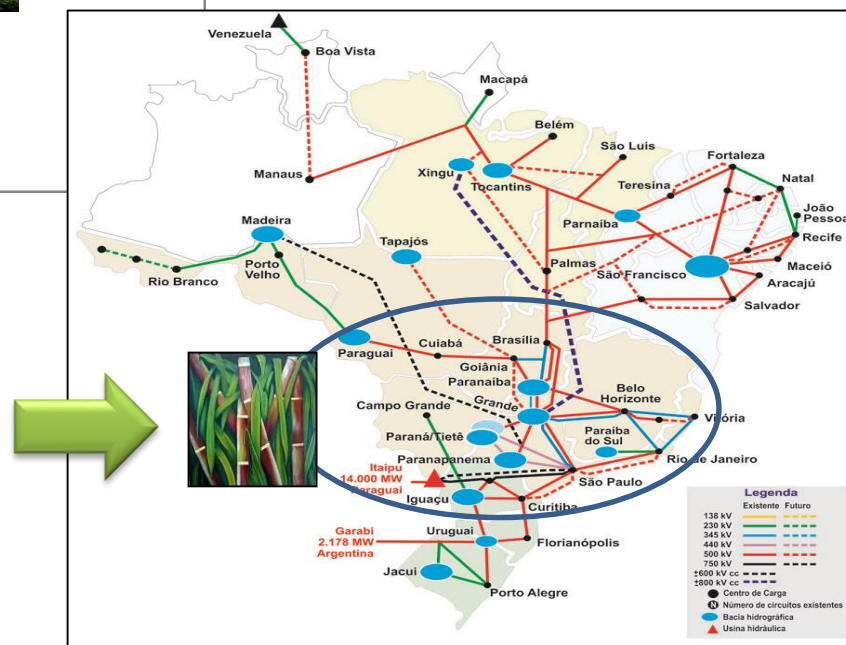 Venezuela
Boa Vista
Macapá
Belém
São Luís
Fortaleza
Manaus
Xingu
Tocantins
Teresina
Natal
João
Pessoa
Parnaíba
Recife
Madeira
Tapajós
Porto
Velho
Rio Branco
Palmas
São Francisco
Maceió
Aracajú
Salvador
Paraguai
Cuiabá
Brasília
Goiânia
Paranaíba
Belo
Horizonte
Grande
Campo Grande
Vitória
Paraná/Tietê
Paraíba
do Sul
Paranapanema
Rio de Janeiro
Itaipu
14.000 MW
Paraguai
São Paulo
Iguaçu
Curitiba
Garabi
2.178 MW
Argentina
Uruguai
Florianópolis
Jacui
Porto Alegre
Legenda
Existente Futuro
138 kV
230 kV
345 kV
440 kV
500 kV
750 kV
±600 kV cc
±800 kV cc
Centro de Carga
N Número de circuitos existentes
Bacia hidrográfica
Usina hidráulica